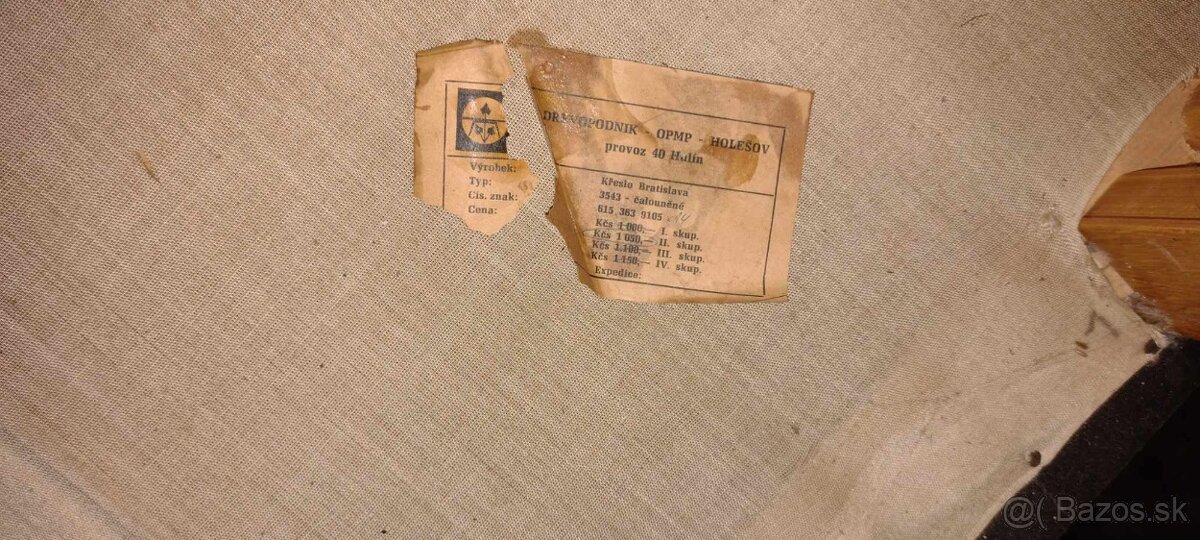 DREVOPODNIK - OPMP - HOLEŠOV
provoz 40 Hulín
Výrobek: Křeslo Bratislava
Typ: 3543 - čalouněné
Čís. znak: 615 363 9105
Cena: Kčs 1 000,— I. skup.
Kčs 1 050,— II. skup.
Kčs 1.100,— III. skup.
Kčs 1 150,— IV. skup.
Expedice:
@( Bazos.sk